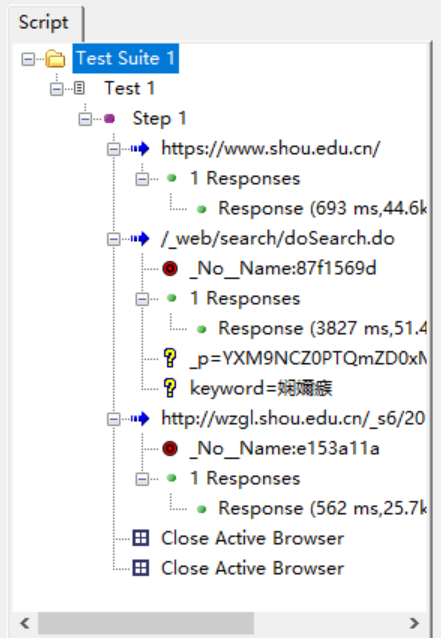 Script
Test Suite 1
Test 1
Step 1
https://www.shou.edu.cn/
1 Responses
Response (693 ms,44.6k
/_web/search/doSearch.do
_No__Name:87f1569d
1 Responses
Response (3827 ms,51.4
_p=YXM9NCZ0PTQmZD0xM
keyword=娴嬭瘯
http://wzgl.shou.edu.cn/_s6/20
_No__Name:e153a11a
1 Responses
Response (562 ms,25.7k
Close Active Browser
Close Active Browser